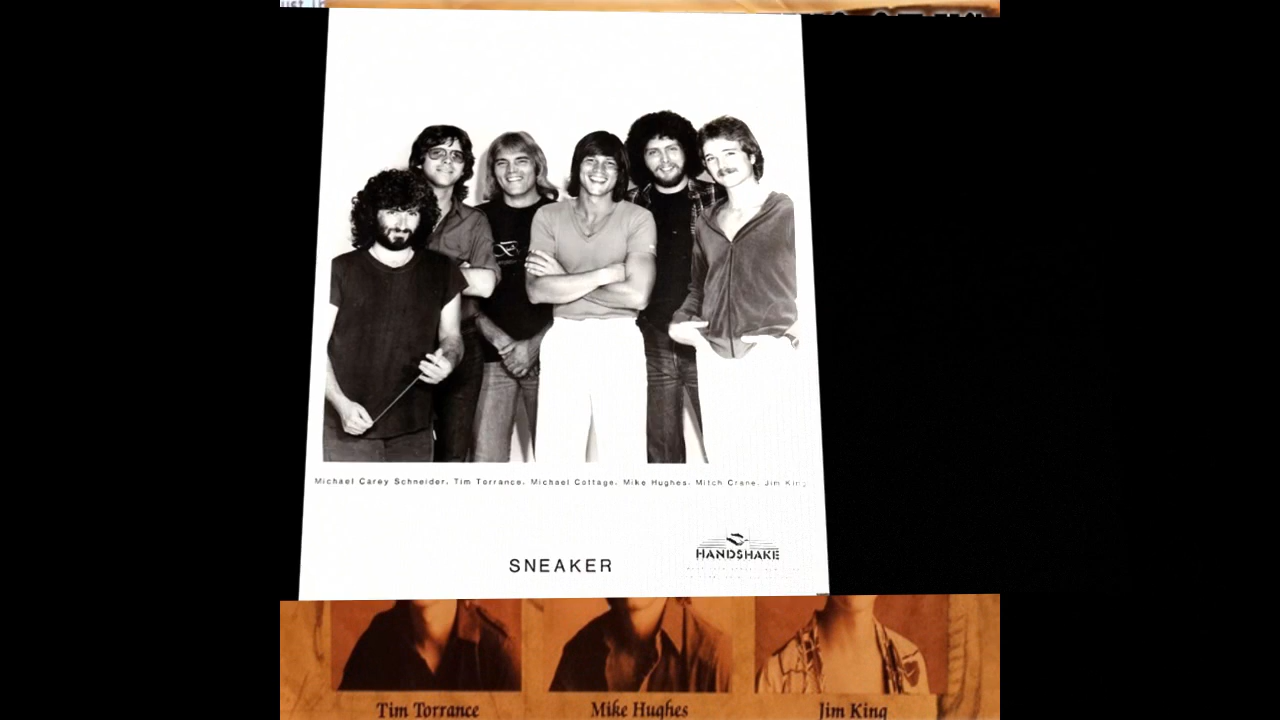 ust
Michael Carey Schneider, Tim Torrance, Michael Cottage, Mike Hughes, Mitch Crane, Jim King
HANDSHAKE
SNEAKER
Tim Torrance
Mike Hughes
Jim King